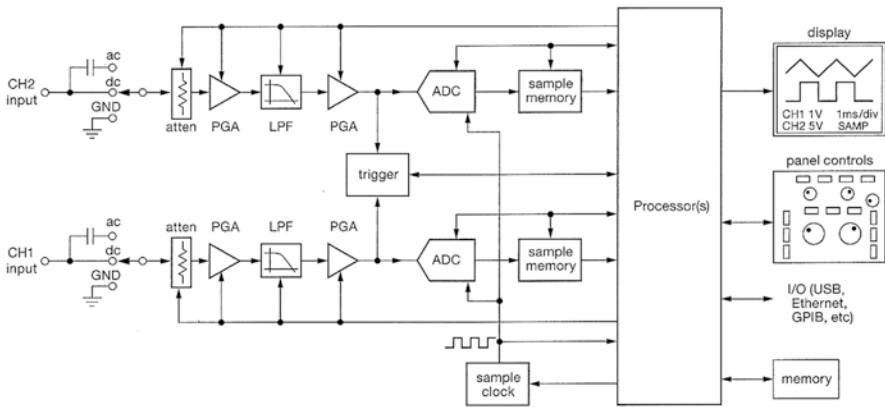 ac
dc
CH2
input
GND
atten
PGA
LPF
PGA
ADC
sample
memory
trigger
ac
dc
CH1
input
GND
atten
PGA
LPF
PGA
ADC
sample
memory
sample
clock
Processor(s)
display
CH1 1V 1ms/div
CH2 5V SAMP
panel controls
I/O (USB,
Ethernet,
GPIB, etc)
memory